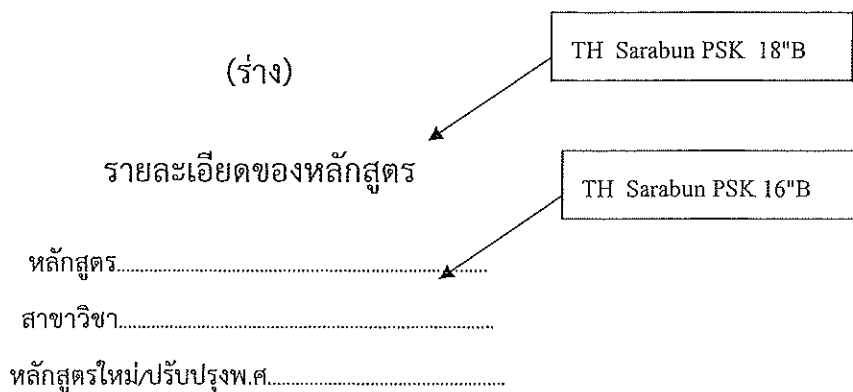 TH Sarabun PSK 18"B
(ร่าง)
รายละเอียดของหลักสูตร
TH Sarabun PSK 16"B
หลักสูตร..........................................................................................
สาขาวิชา..........................................................................................
หลักสูตรใหม่/ปรับปรุงพ.ศ..........................................................